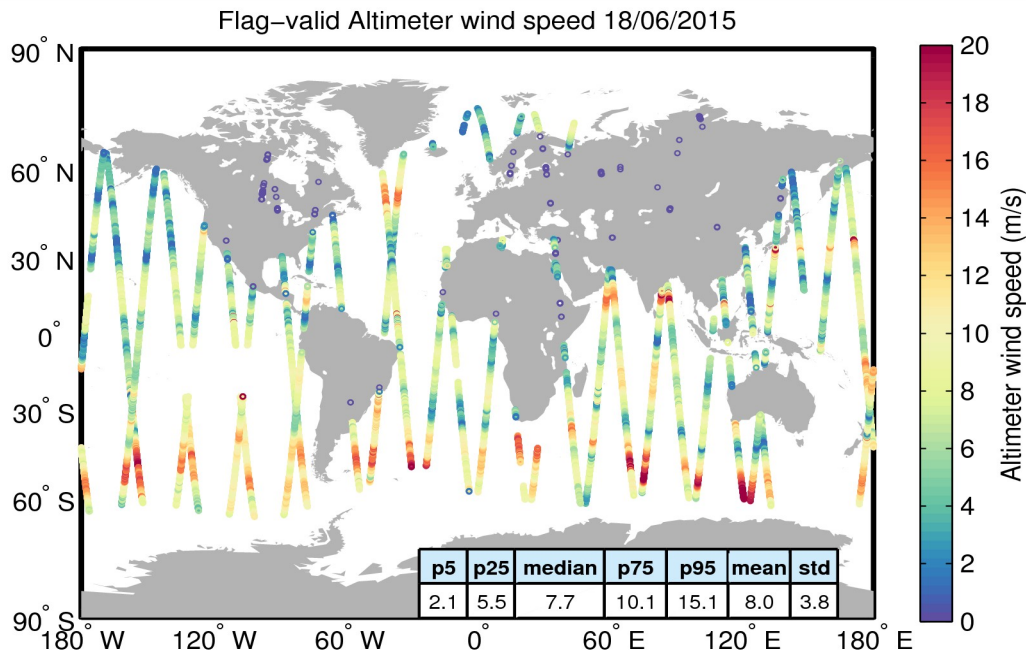 Flag−valid Altimeter wind speed 18/06/2015
90° N
60° N
30° N
0°
30° S
60° S
90° S
180° W
120° W
60° W
0°
60° E
120° E
180° E
p5 p25 median p75 p95 mean std
2.1 5.5 7.7 10.1 15.1 8.0 3.8
20
18
16
14
12
10
8
6
4
2
0
Altimeter wind speed (m/s)